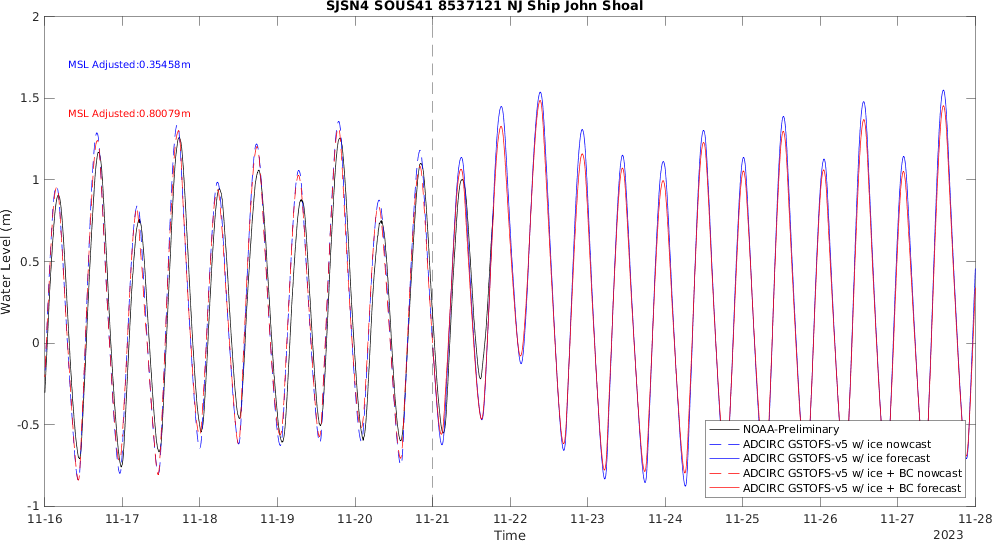 SJSN4 SOUS41 8537121 NJ Ship John Shoal
MSL Adjusted:0.35458m
MSL Adjusted:0.80079m
Water Level (m)
2
1.5
1
0.5
0
-0.5
-1
11-16 11-17 11-18 11-19 11-20 11-21 11-22 11-23 11-24 11-25 11-26 11-27 11-28
Time
2023
NOAA-Preliminary
ADCIRC GSTOFS-v5 w/ ice nowcast
ADCIRC GSTOFS-v5 w/ ice forecast
ADCIRC GSTOFS-v5 w/ ice + BC nowcast
ADCIRC GSTOFS-v5 w/ ice + BC forecast